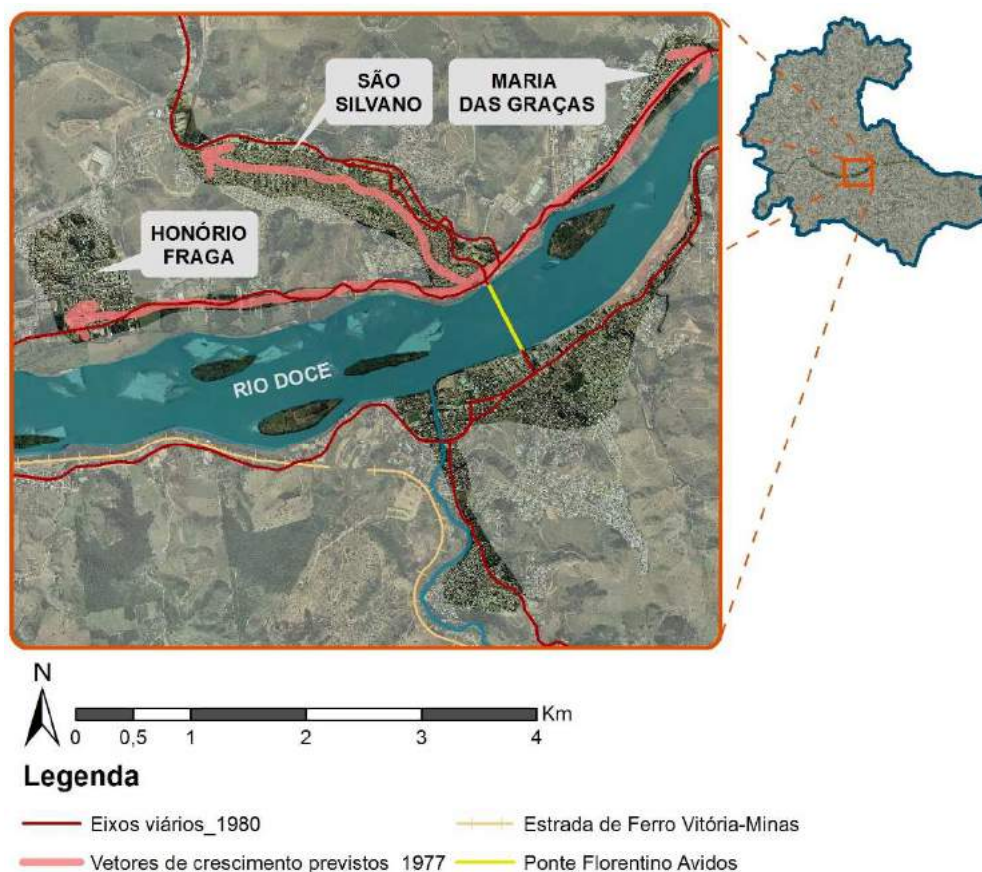 SÃO
SILVANO
MARIA
DAS GRAÇAS
HONÓRIO
FRAGA
RIO DOCE
N
0 0,5 1 2 3 4 Km
Legenda
Eixos viários_1980
Estrada de Ferro Vitória-Minas
Vetores de crescimento previstos 1977
Ponte Florentino Avidos